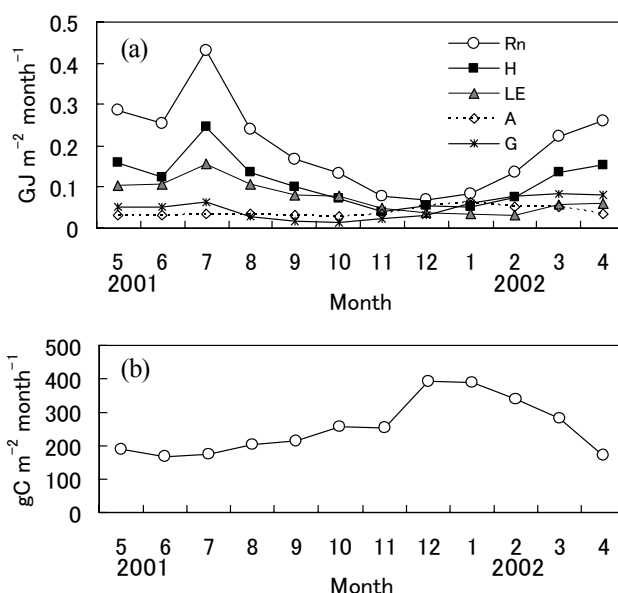 (a)
Rn
H
LE
A
G
0.5
0.4
0.3
0.2
0.1
0
GJ m⁻² month⁻¹
5 6 7 8 9 10 11 12 1 2 3 4
2001 2002
Month
(b)
500
400
300
200
100
0
gC m⁻² month⁻¹
5 6 7 8 9 10 11 12 1 2 3 4
2001 2002
Month